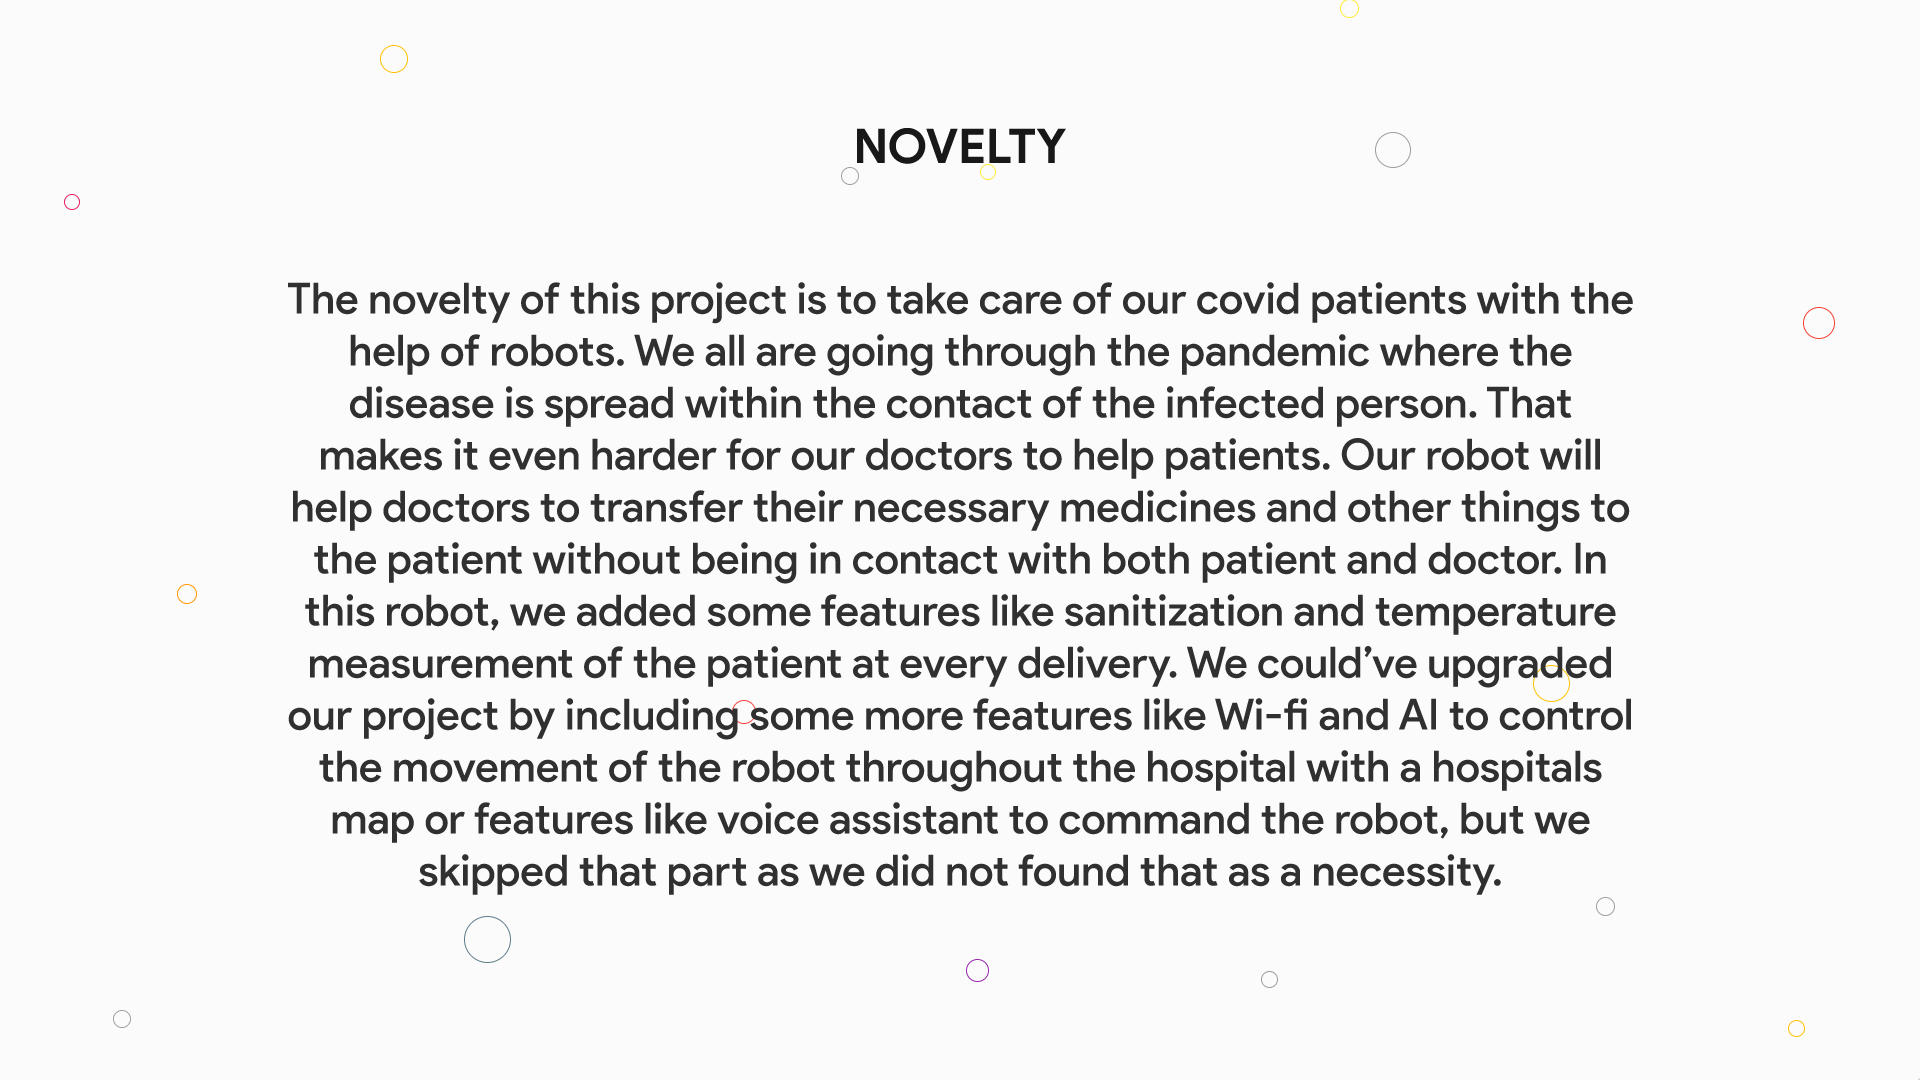 NOVELTY
The novelty of this project is to take care of our covid patients with the
help of robots. We all are going through the pandemic where the
disease is spread within the contact of the infected person. That
makes it even harder for our doctors to help patients. Our robot will
help doctors to transfer their necessary medicines and other things to
the patient without being in contact with both patient and doctor. In
this robot, we added some features like sanitization and temperature
measurement of the patient at every delivery. We could’ve upgraded
our project by including some more features like Wi-fi and AI to control
the movement of the robot throughout the hospital with a hospitals
map or features like voice assistant to command the robot, but we
skipped that part as we did not found that as a necessity.